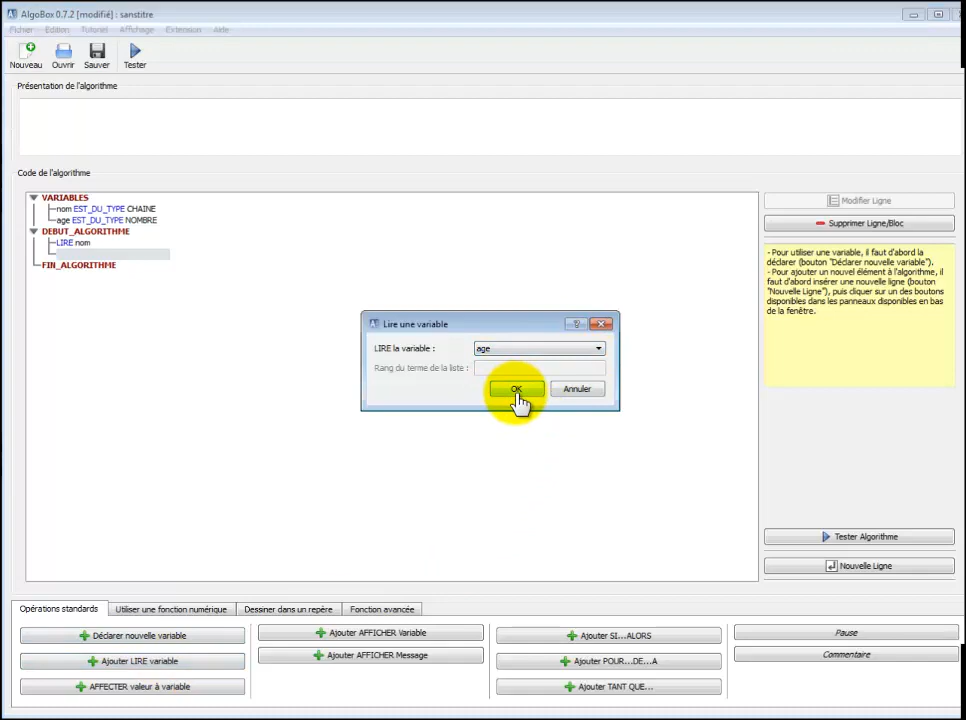 AlgoBox 0.7.2 [modifié] : sanstitre
Fichier Edition Tutoriel Affichage Extension Aide
Nouveau Ouvrir Sauver Tester
Présentation de l'algorithme
Code de l'algorithme
VARIABLES
nom EST_DU_TYPE CHAINE
age EST_DU_TYPE NOMBRE
DEBUT_ALGORITHME
LIRE nom
FIN_ALGORITHME
Lire une variable
LIRE la variable :
age
Rang du terme de la liste :
OK
Annuler
Modifier Ligne
Supprimer Ligne/Bloc
- Pour utiliser une variable, il faut d'abord la
déclarer (bouton "Déclarer nouvelle variable").
- Pour ajouter un nouvel élément à l'algorithme, il
faut d'abord insérer une nouvelle ligne (bouton
"Nouvelle Ligne"), puis cliquer sur un des boutons
disponibles dans les panneaux disponibles en bas
de la fenêtre.
Tester Algorithme
Nouvelle Ligne
Opérations standards Utiliser une fonction numérique Dessiner dans un repère Fonction avancée
Déclarer nouvelle variable
Ajouter LIRE variable
AFFECTER valeur à variable
Ajouter AFFICHER Variable
Ajouter AFFICHER Message
Ajouter SI...ALORS
Ajouter POUR...DE...A
Ajouter TANT QUE...
Pause
Commentaire